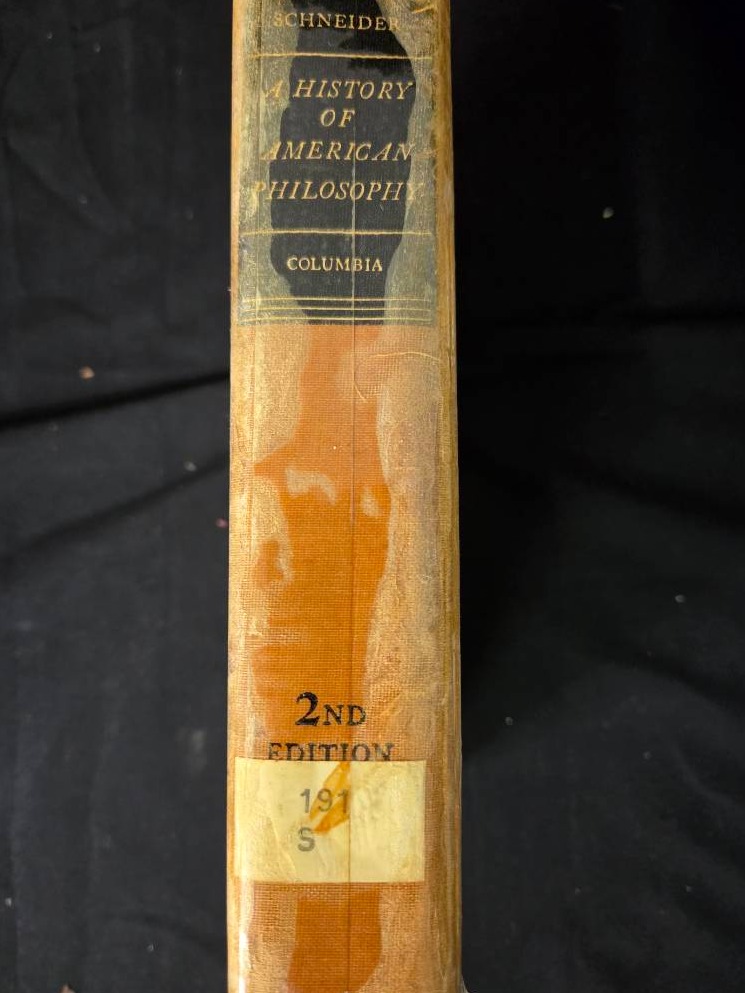 SCHNEIDER
A HISTORY
OF
AMERICAN
PHILOSOPHY
COLUMBIA
2ND
EDITION
191
S